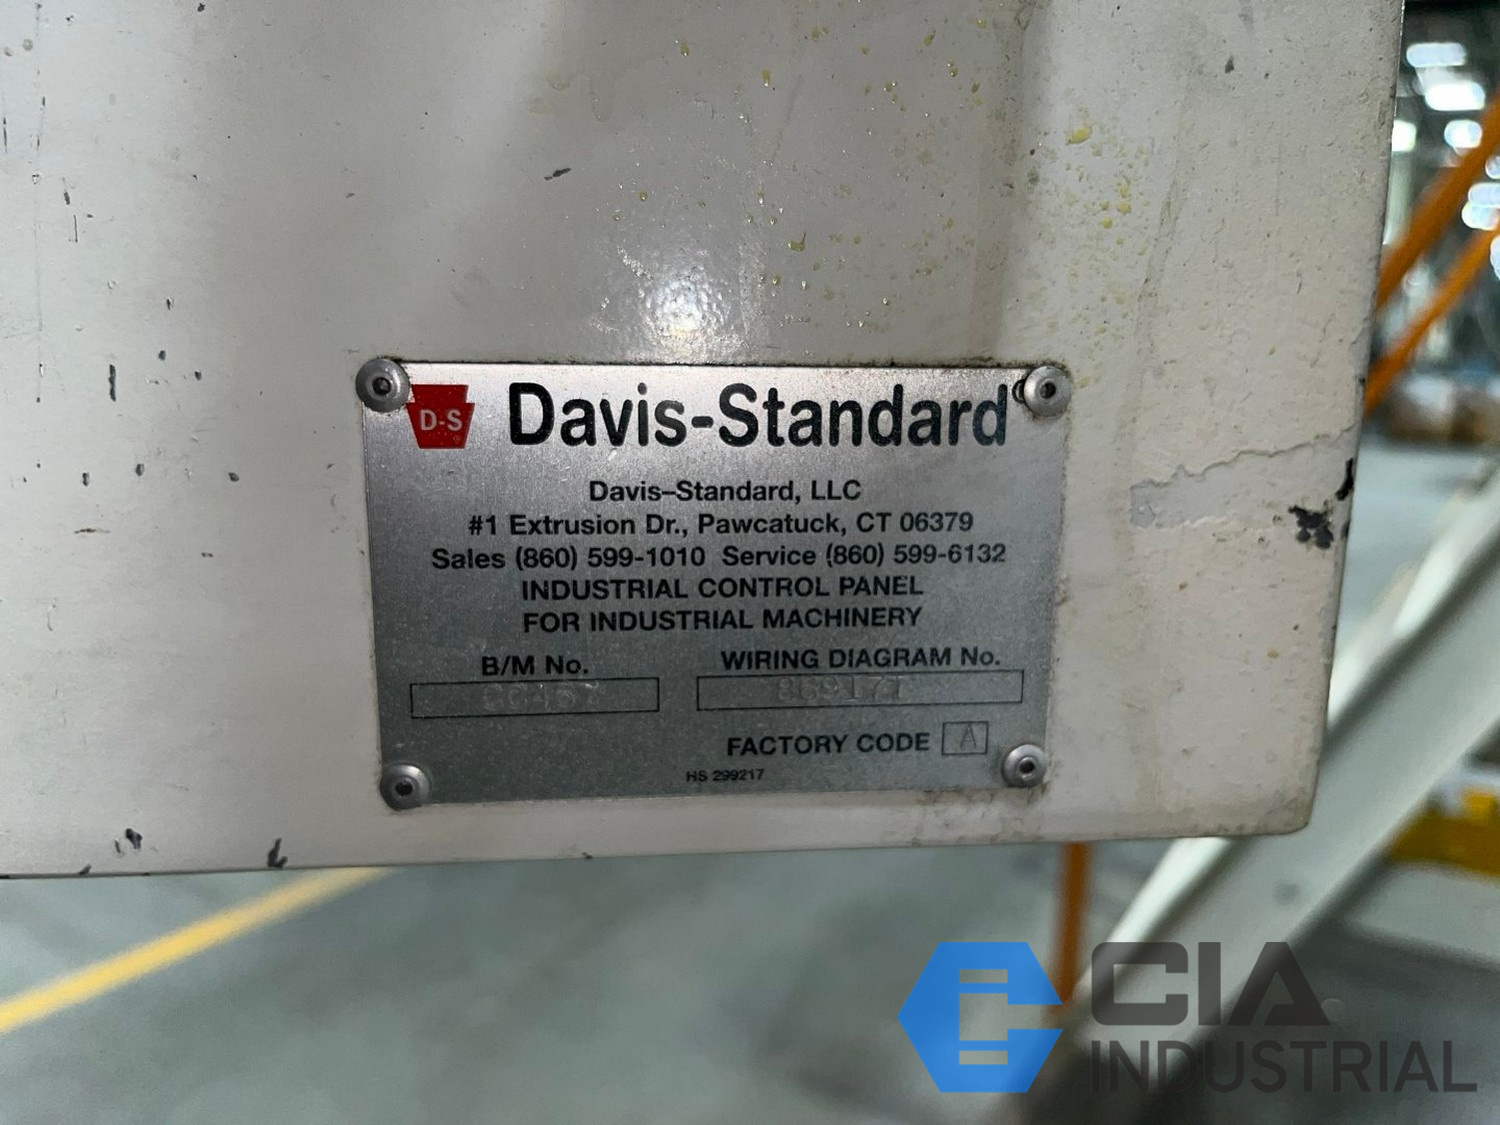 D-S Davis-Standard®
Davis–Standard, LLC
#1 Extrusion Dr., Pawcatuck, CT 06379
Sales (860) 599-1010 Service (860) 599-6132
INDUSTRIAL CONTROL PANEL
FOR INDUSTRIAL MACHINERY
B/M No. WIRING DIAGRAM No.
FACTORY CODE A
HS 299217
CIA
INDUSTRIAL